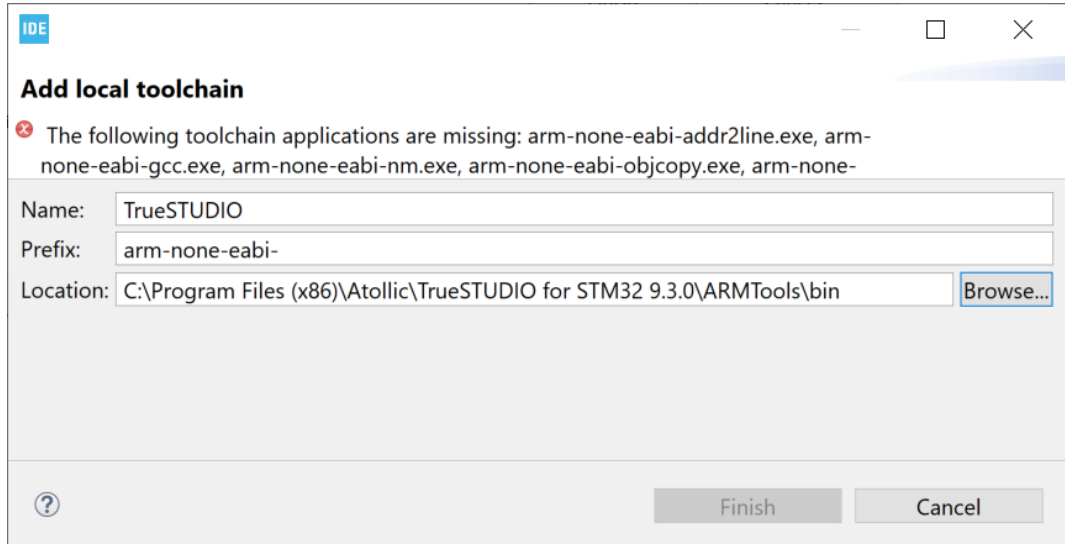 IDE
Add local toolchain
The following toolchain applications are missing: arm-none-eabi-addr2line.exe, arm-
none-eabi-gcc.exe, arm-none-eabi-nm.exe, arm-none-eabi-objcopy.exe, arm-none-
Name: TrueSTUDIO
Prefix: arm-none-eabi-
Location: C:\Program Files (x86)\Atollic\TrueSTUDIO for STM32 9.3.0\ARMTools\bin Browse...
? Finish Cancel